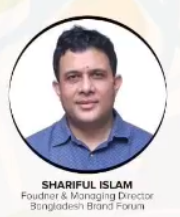 SHARIFUL ISLAM
Foudner & Managing Director
Bangladesh Brand Forum